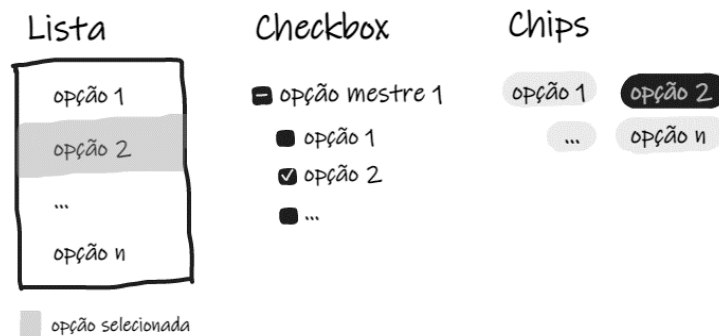 Lista
opção 1
opção 2
...
opção n
opção selecionada
Checkbox
opção mestre 1
opção 1
opção 2
...
Chips
opção 1 opção 2
... opção n